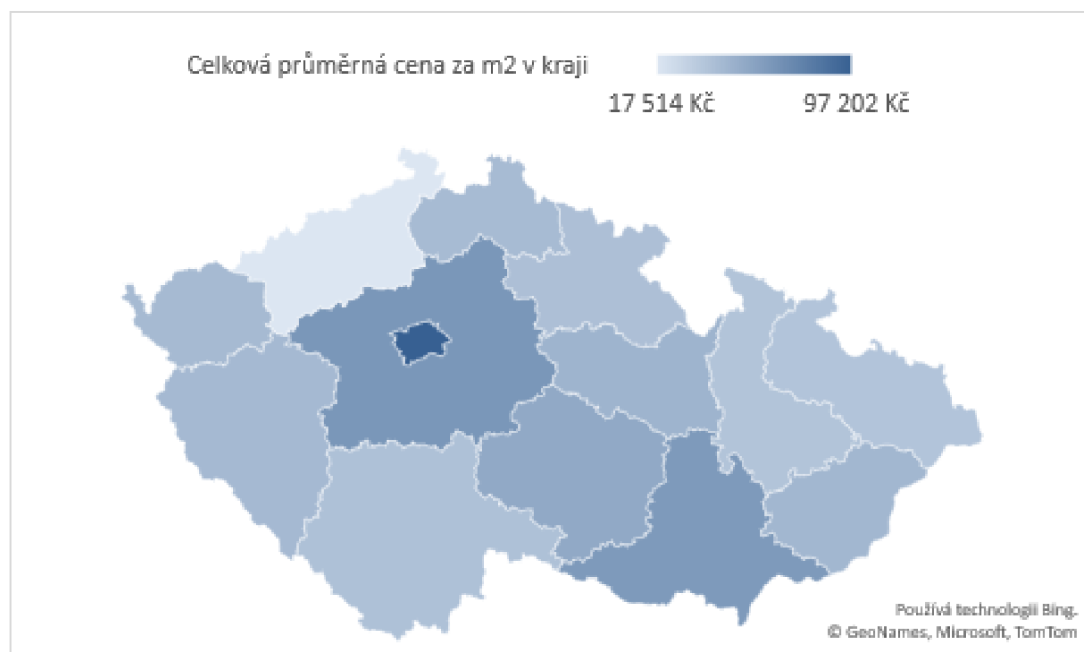 Celková průměrná cena za m2 v kraji
17 514 Kč 97 202 Kč
Používá technologii Bing.
© GeoNames, Microsoft, TomTom